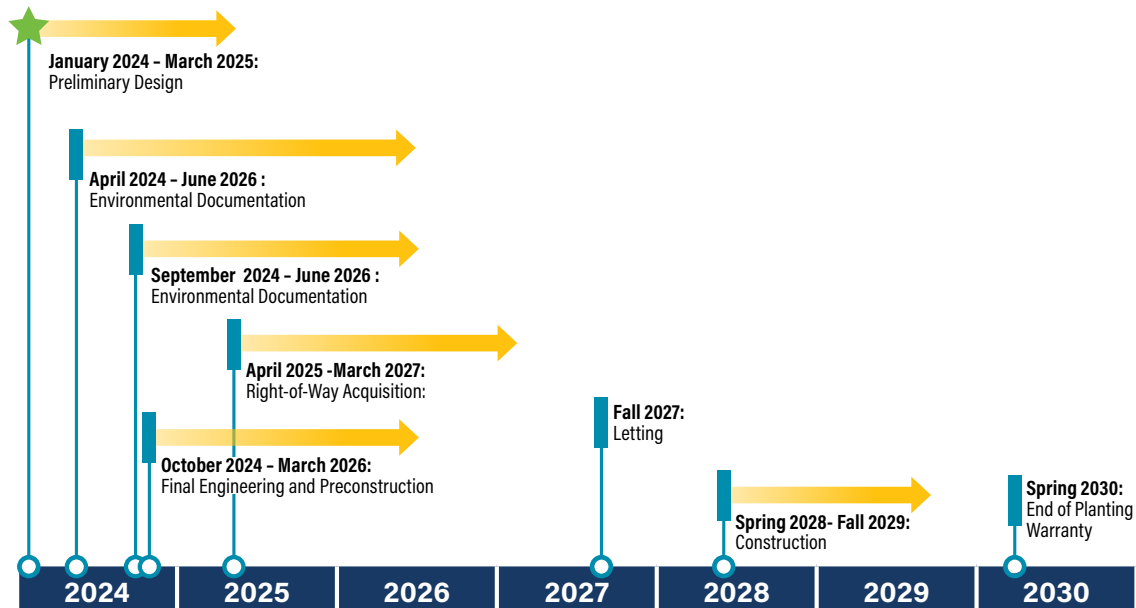 January 2024 – March 2025:
Preliminary Design
April 2024 – June 2026 :
Environmental Documentation
September  2024 – June 2026 :
Environmental Documentation
April 2025 -March 2027:
Right-of-Way Acquisition:
October 2024 – March 2026:
Final Engineering and Preconstruction
Fall 2027:
Letting
Spring 2028- Fall 2029:
Construction
Spring 2030:
End of Planting
Warranty
2024
2025
2026
2027
2028
2029
2030